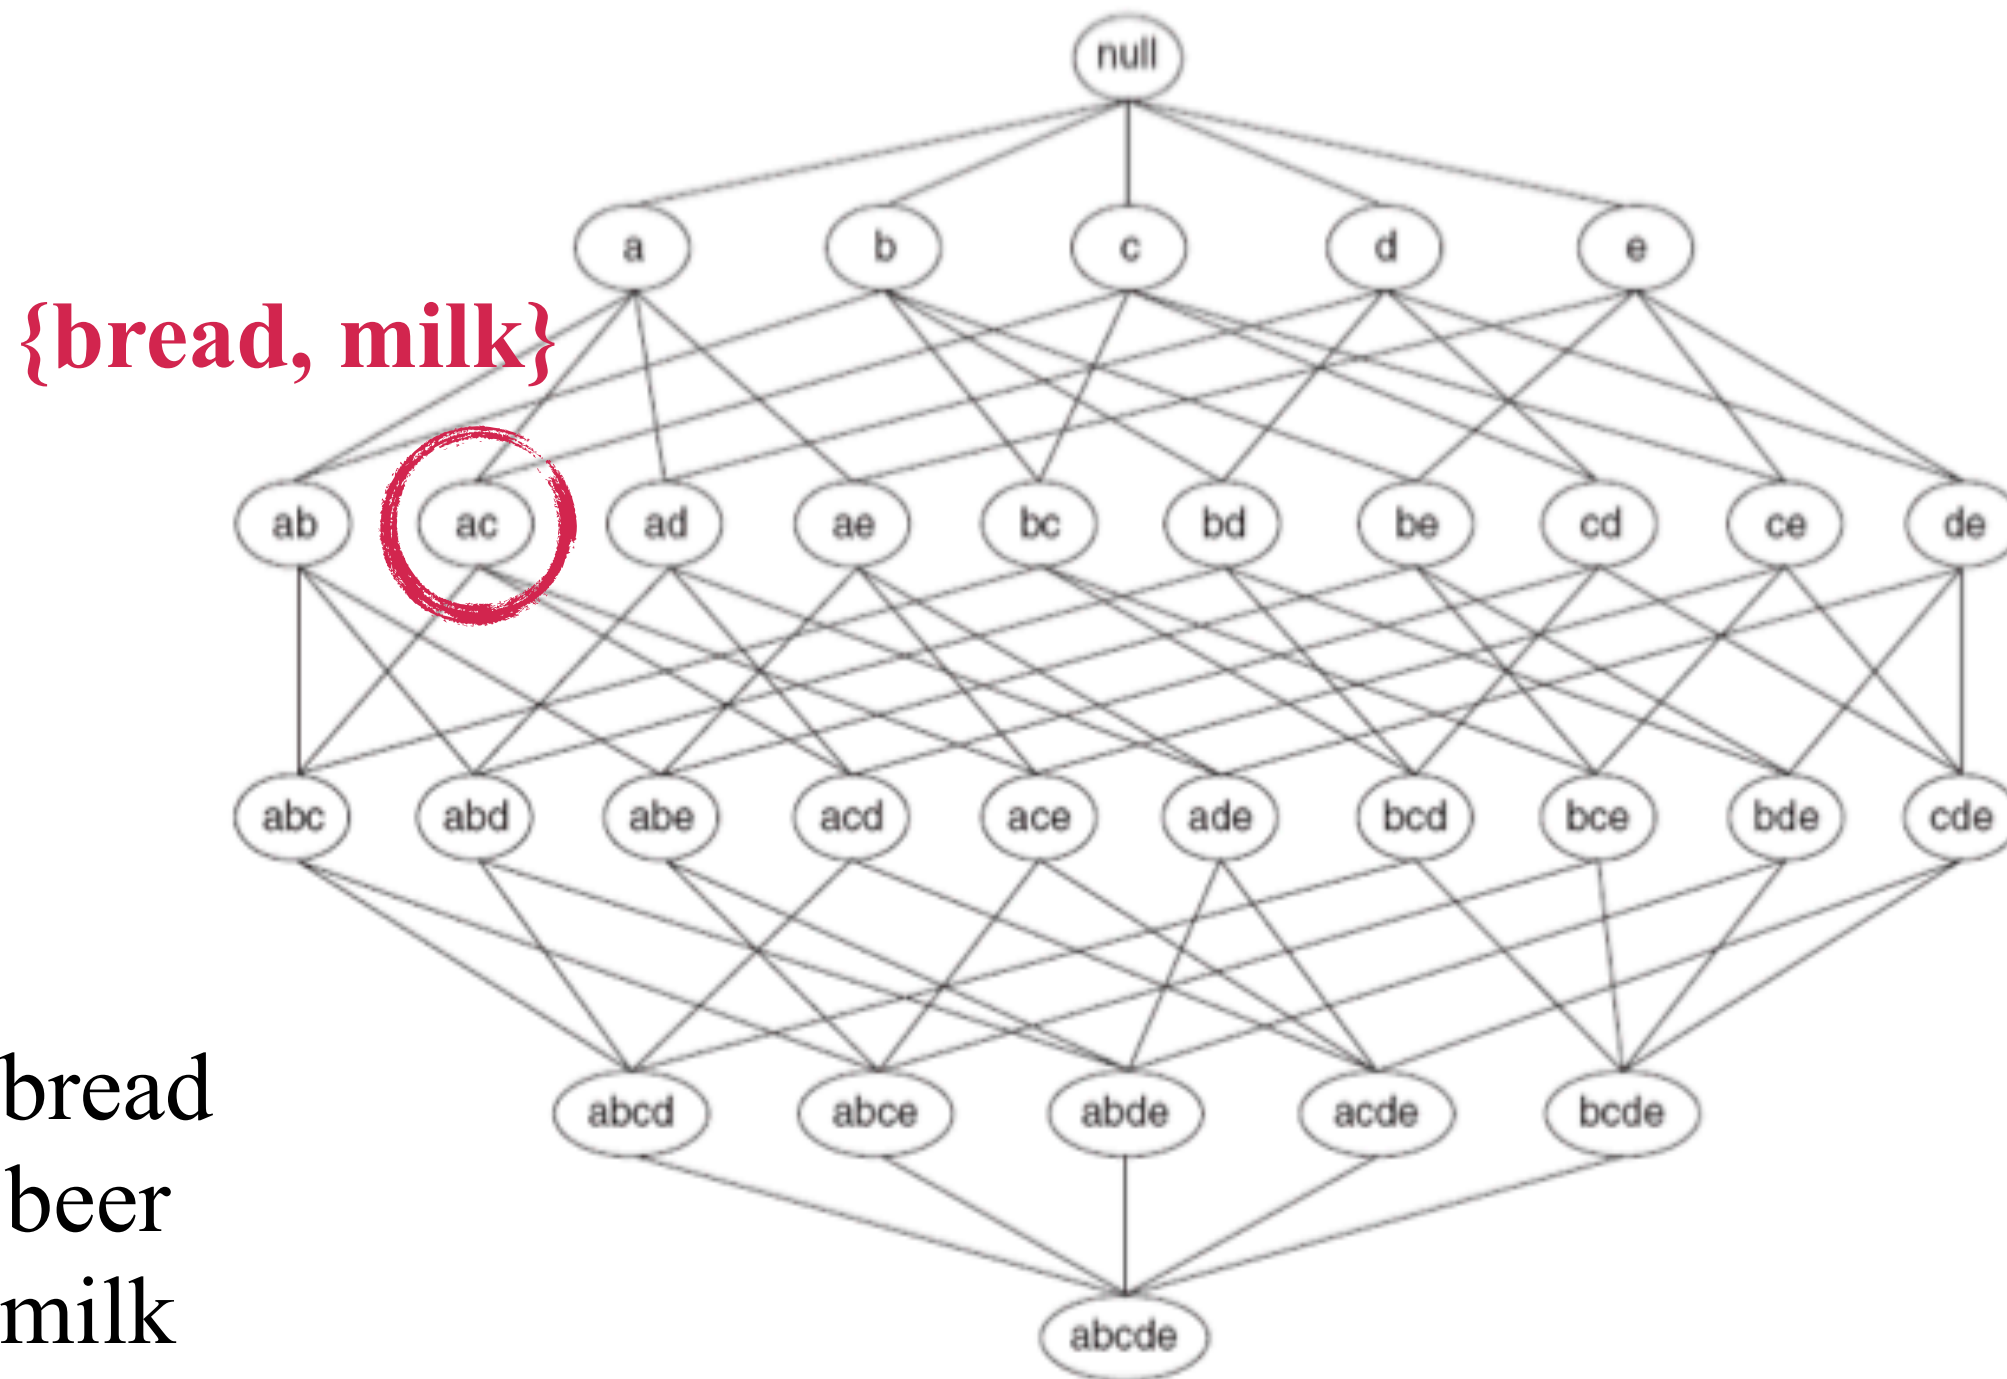 null
a b c d e
{bread, milk}
ab ac ad ae bc bd be cd ce de
abc abd abe acd ace ade bcd bce bde cde
bread
abcd abce abde acde bcde
beer
milk
abcde